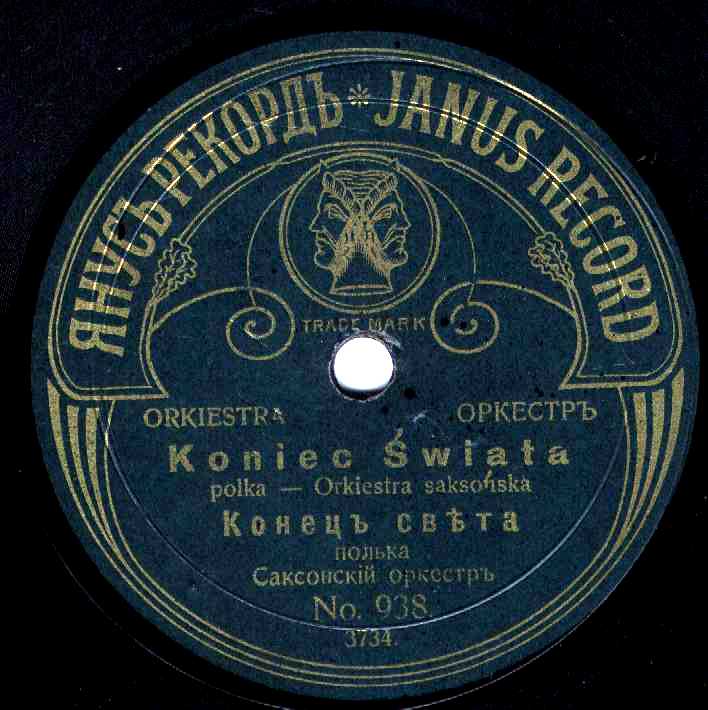 ЯНУСЪ РЕКОРДЪ * JANUS RECORD
TRADE MARK
ORKIESTRA ОРКЕСТРЪ
Koniec Świata
polka — Orkiestra saksońska
Конецъ свѣта
полька
Саксонскій оркестръ
No. 938.
3734.